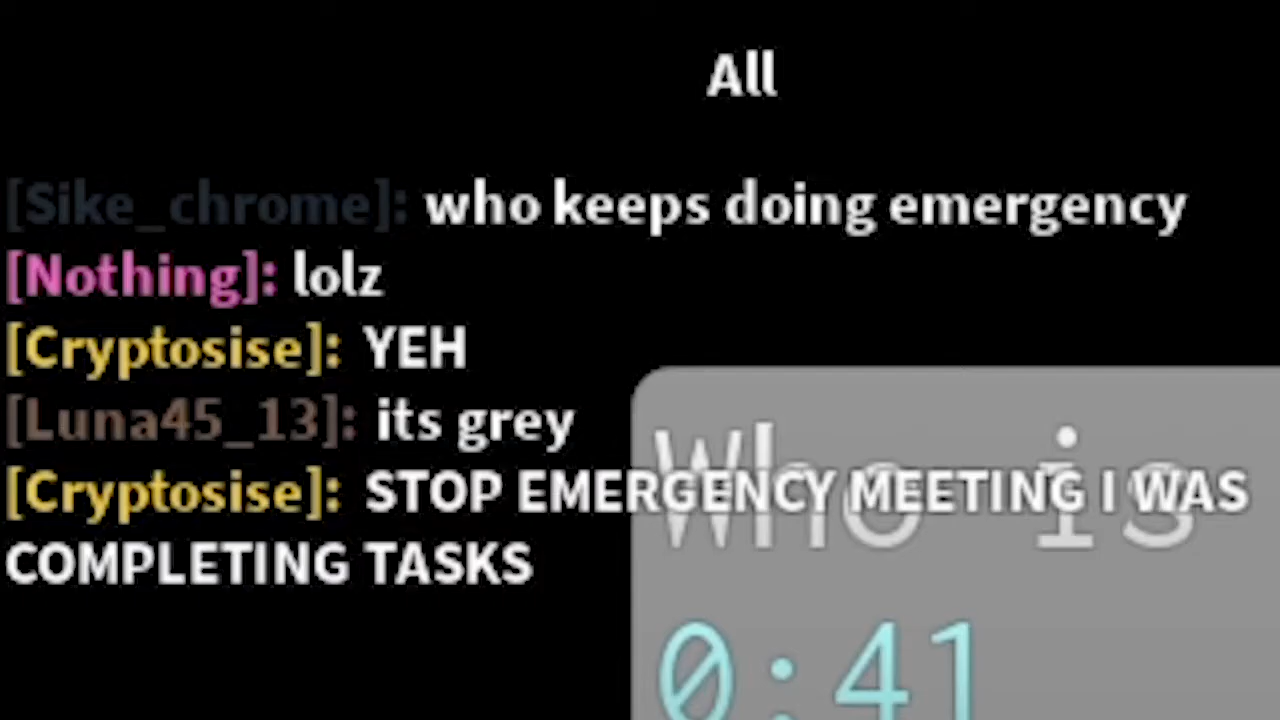 All
[Sike_chrome]: who keeps doing emergency
[Nothing]: lolz
[Cryptosise]: YEH
[Luna45_13]: its grey
[Cryptosise]: STOP EMERGENCY MEETING I WAS
COMPLETING TASKS
Who is
0:41